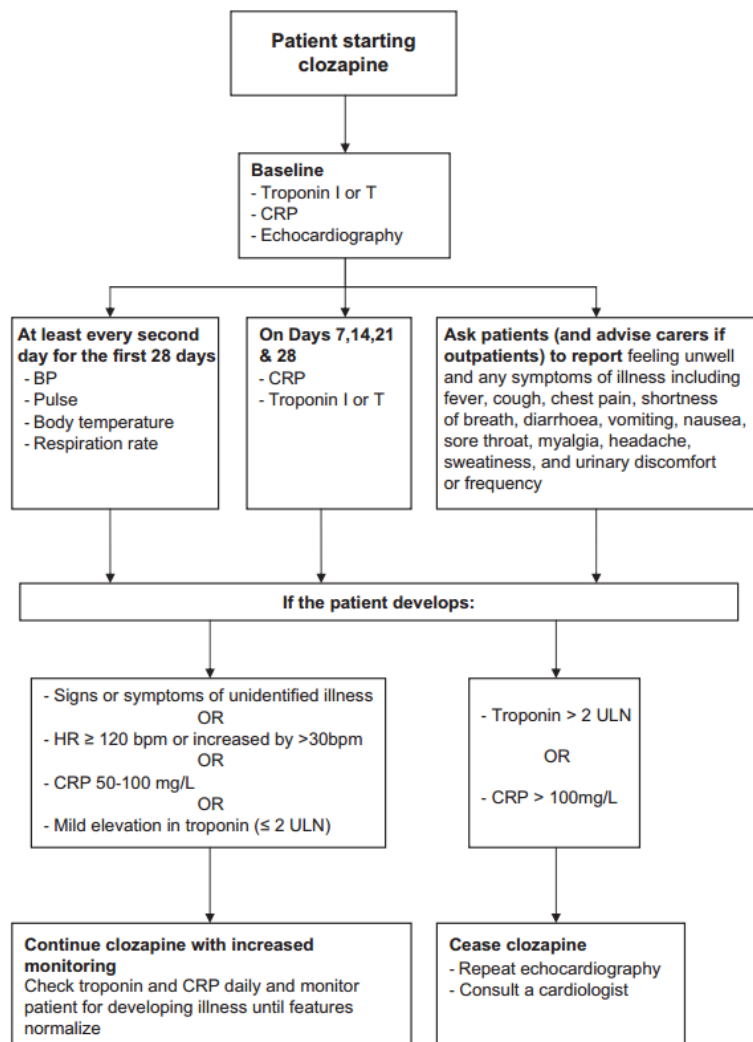 Patient starting
clozapine
Baseline
- Troponin I or T
- CRP
- Echocardiography
At least every second
day for the first 28 days
- BP
- Pulse
- Body temperature
- Respiration rate
On Days 7,14,21
& 28
- CRP
- Troponin I or T
Ask patients (and advise carers if
outpatients) to report feeling unwell
and any symptoms of illness including
fever, cough, chest pain, shortness
of breath, diarrhoea, vomiting, nausea,
sore throat, myalgia, headache,
sweatiness, and urinary discomfort
or frequency
If the patient develops:
- Signs or symptoms of unidentified illness
OR
- HR ≥ 120 bpm or increased by >30bpm
OR
- CRP 50-100 mg/L
OR
- Mild elevation in troponin (≤ 2 ULN)
- Troponin > 2 ULN
OR
- CRP > 100mg/L
Continue clozapine with increased
monitoring
Check troponin and CRP daily and monitor
patient for developing illness until features
normalize
Cease clozapine
- Repeat echocardiography
- Consult a cardiologist